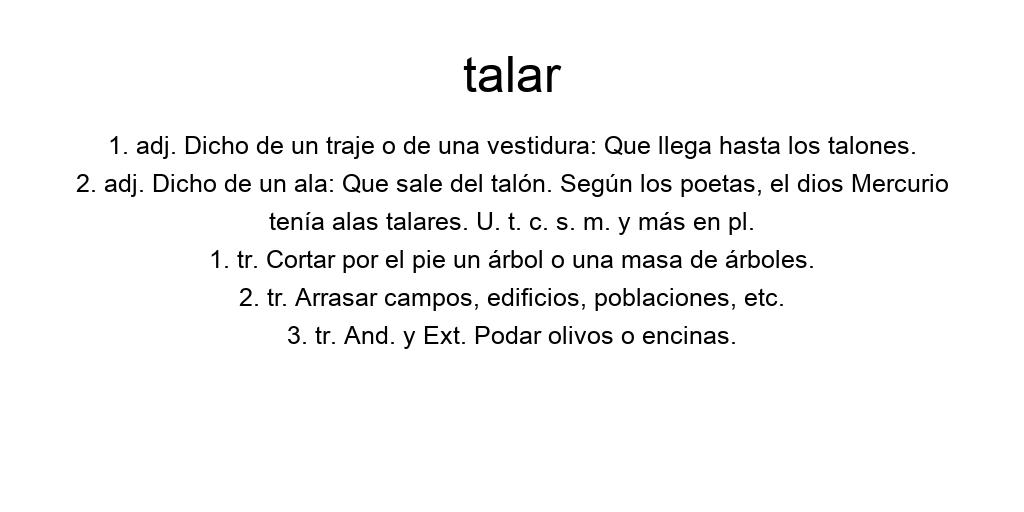 talar
1. adj. Dicho de un traje o de una vestidura: Que llega hasta los talones.
2. adj. Dicho de un ala: Que sale del talón. Según los poetas, el dios Mercurio
tenía alas talares. U. t. c. s. m. y más en pl.
1. tr. Cortar por el pie un árbol o una masa de árboles.
2. tr. Arrasar campos, edificios, poblaciones, etc.
3. tr. And. y Ext. Podar olivos o encinas.